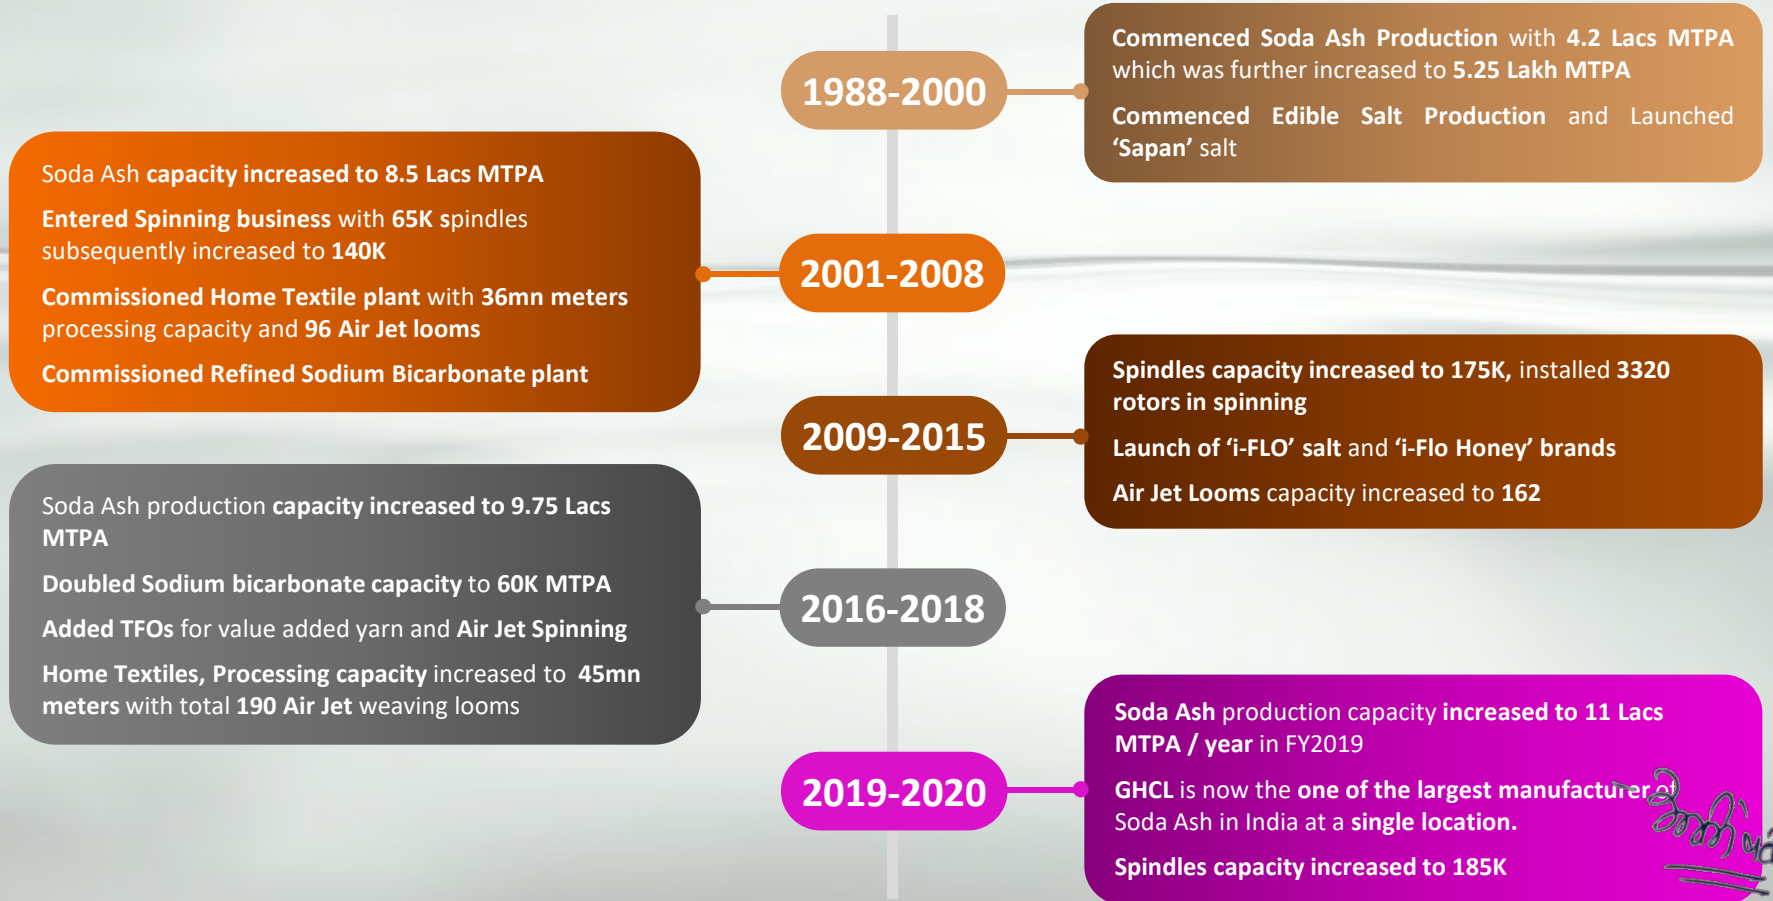 1988-2000
Commenced Soda Ash Production with 4.2 Lacs MTPA
which was further increased to 5.25 Lakh MTPA
Commenced Edible Salt Production and Launched
‘Sapan’ salt
Soda Ash capacity increased to 8.5 Lacs MTPA
Entered Spinning business with 65K spindles
subsequently increased to 140K
Commissioned Home Textile plant with 36mn meters
processing capacity and 96 Air Jet looms
Commissioned Refined Sodium Bicarbonate plant
2001-2008
2009-2015
Spindles capacity increased to 175K, installed 3320
rotors in spinning
Launch of ‘i-FLO’ salt and ‘i-Flo Honey’ brands
Air Jet Looms capacity increased to 162
Soda Ash production capacity increased to 9.75 Lacs
MTPA
Doubled Sodium bicarbonate capacity to 60K MTPA
Added TFOs for value added yarn and Air Jet Spinning
Home Textiles, Processing capacity increased to 45mn
meters with total 190 Air Jet weaving looms
2016-2018
2019-2020
Soda Ash production capacity increased to 11 Lacs
MTPA / year in FY2019
GHCL is now the one of the largest manufacturer of
Soda Ash in India at a single location.
Spindles capacity increased to 185K